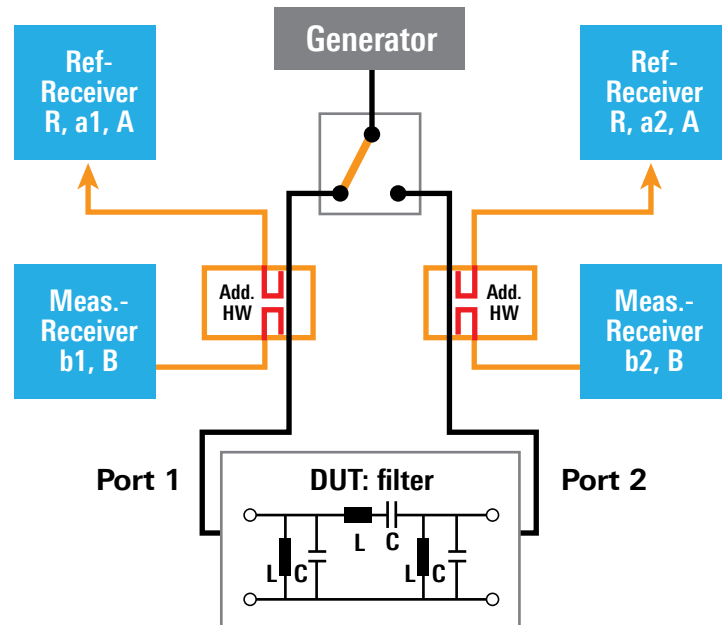 Generator
Ref-
Receiver
R, a1, A
Ref-
Receiver
R, a2, A
Add.
HW
Add.
HW
Meas.-
Receiver
b1, B
Meas.-
Receiver
b2, B
Port 1
DUT: filter
Port 2
L
C
L
C
L
C